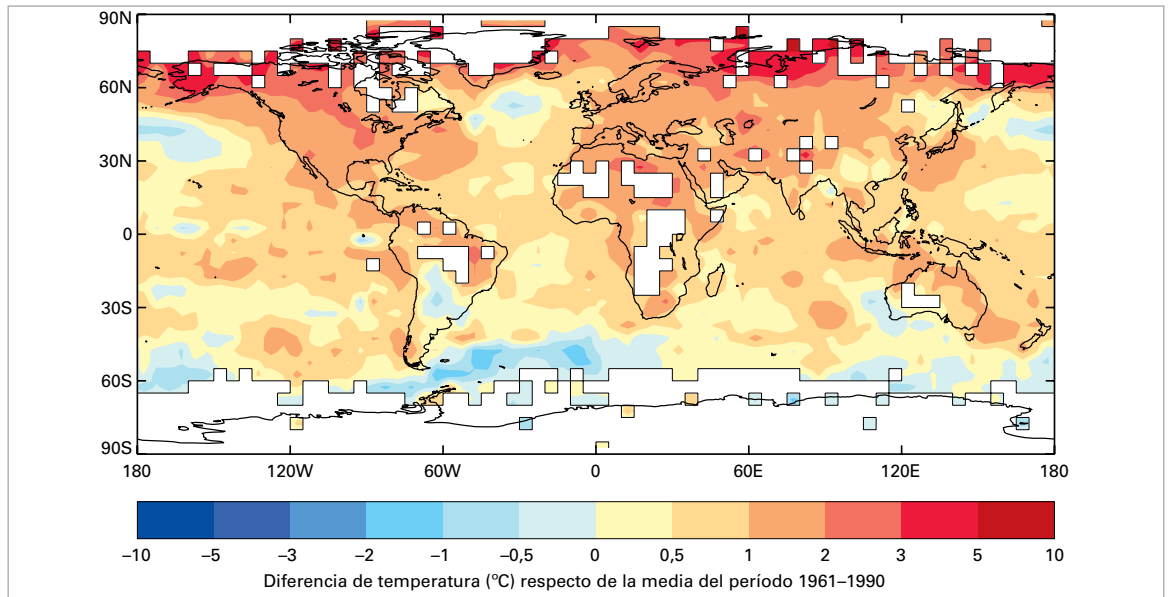 90N
60N
30N
0
30S
60S
90S
180 120W 60W 0 60E 120E 180
–10 –5 –3 –2 –1 –0,5 0 0,5 1 2 3 5 10
Diferencia de temperatura (ºC) respecto de la media del período 1961–1990